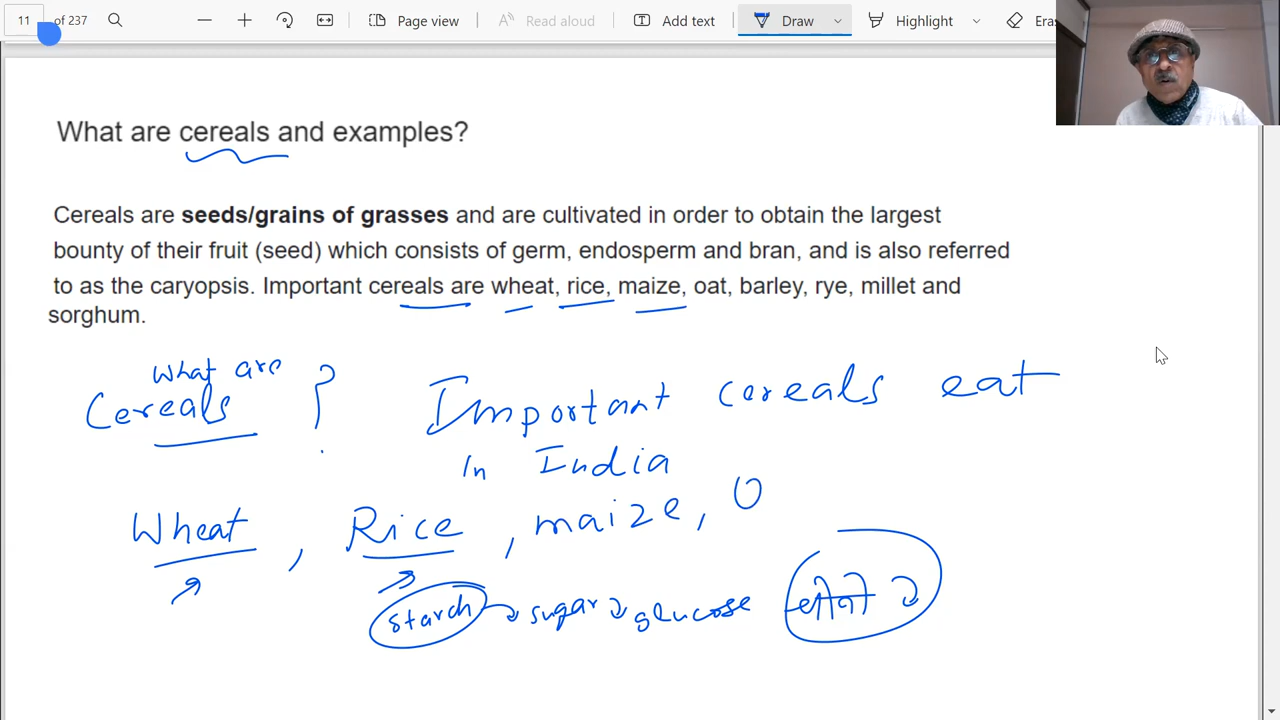 11 of 237 Page view Read aloud Add text Draw Highlight Eras
What are cereals and examples?
Cereals are seeds/grains of grasses and are cultivated in order to obtain the largest
bounty of their fruit (seed) which consists of germ, endosperm and bran, and is also referred
to as the caryopsis. Important cereals are wheat, rice, maize, oat, barley, rye, millet and
sorghum.
What are
Cereals ? Important cereals eat
In India
Wheat, Rice, maize, O
starch sugar glucose